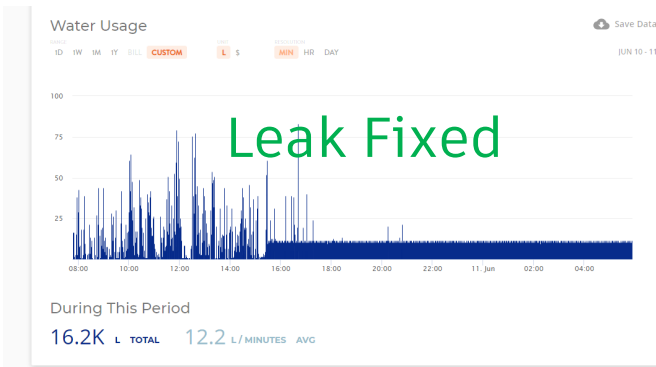 Water Usage
Save Data
1D 1W 1M 1Y BILL CUSTOM L $ MIN HR DAY
JUN 10 - 11
100
Leak Fixed
75
50
25
08:00 10:00 12:00 14:00 16:00 18:00 20:00 22:00 11. Jun 02:00 04:00
During This Period
16.2K L TOTAL 12.2 L / MINUTES AVG